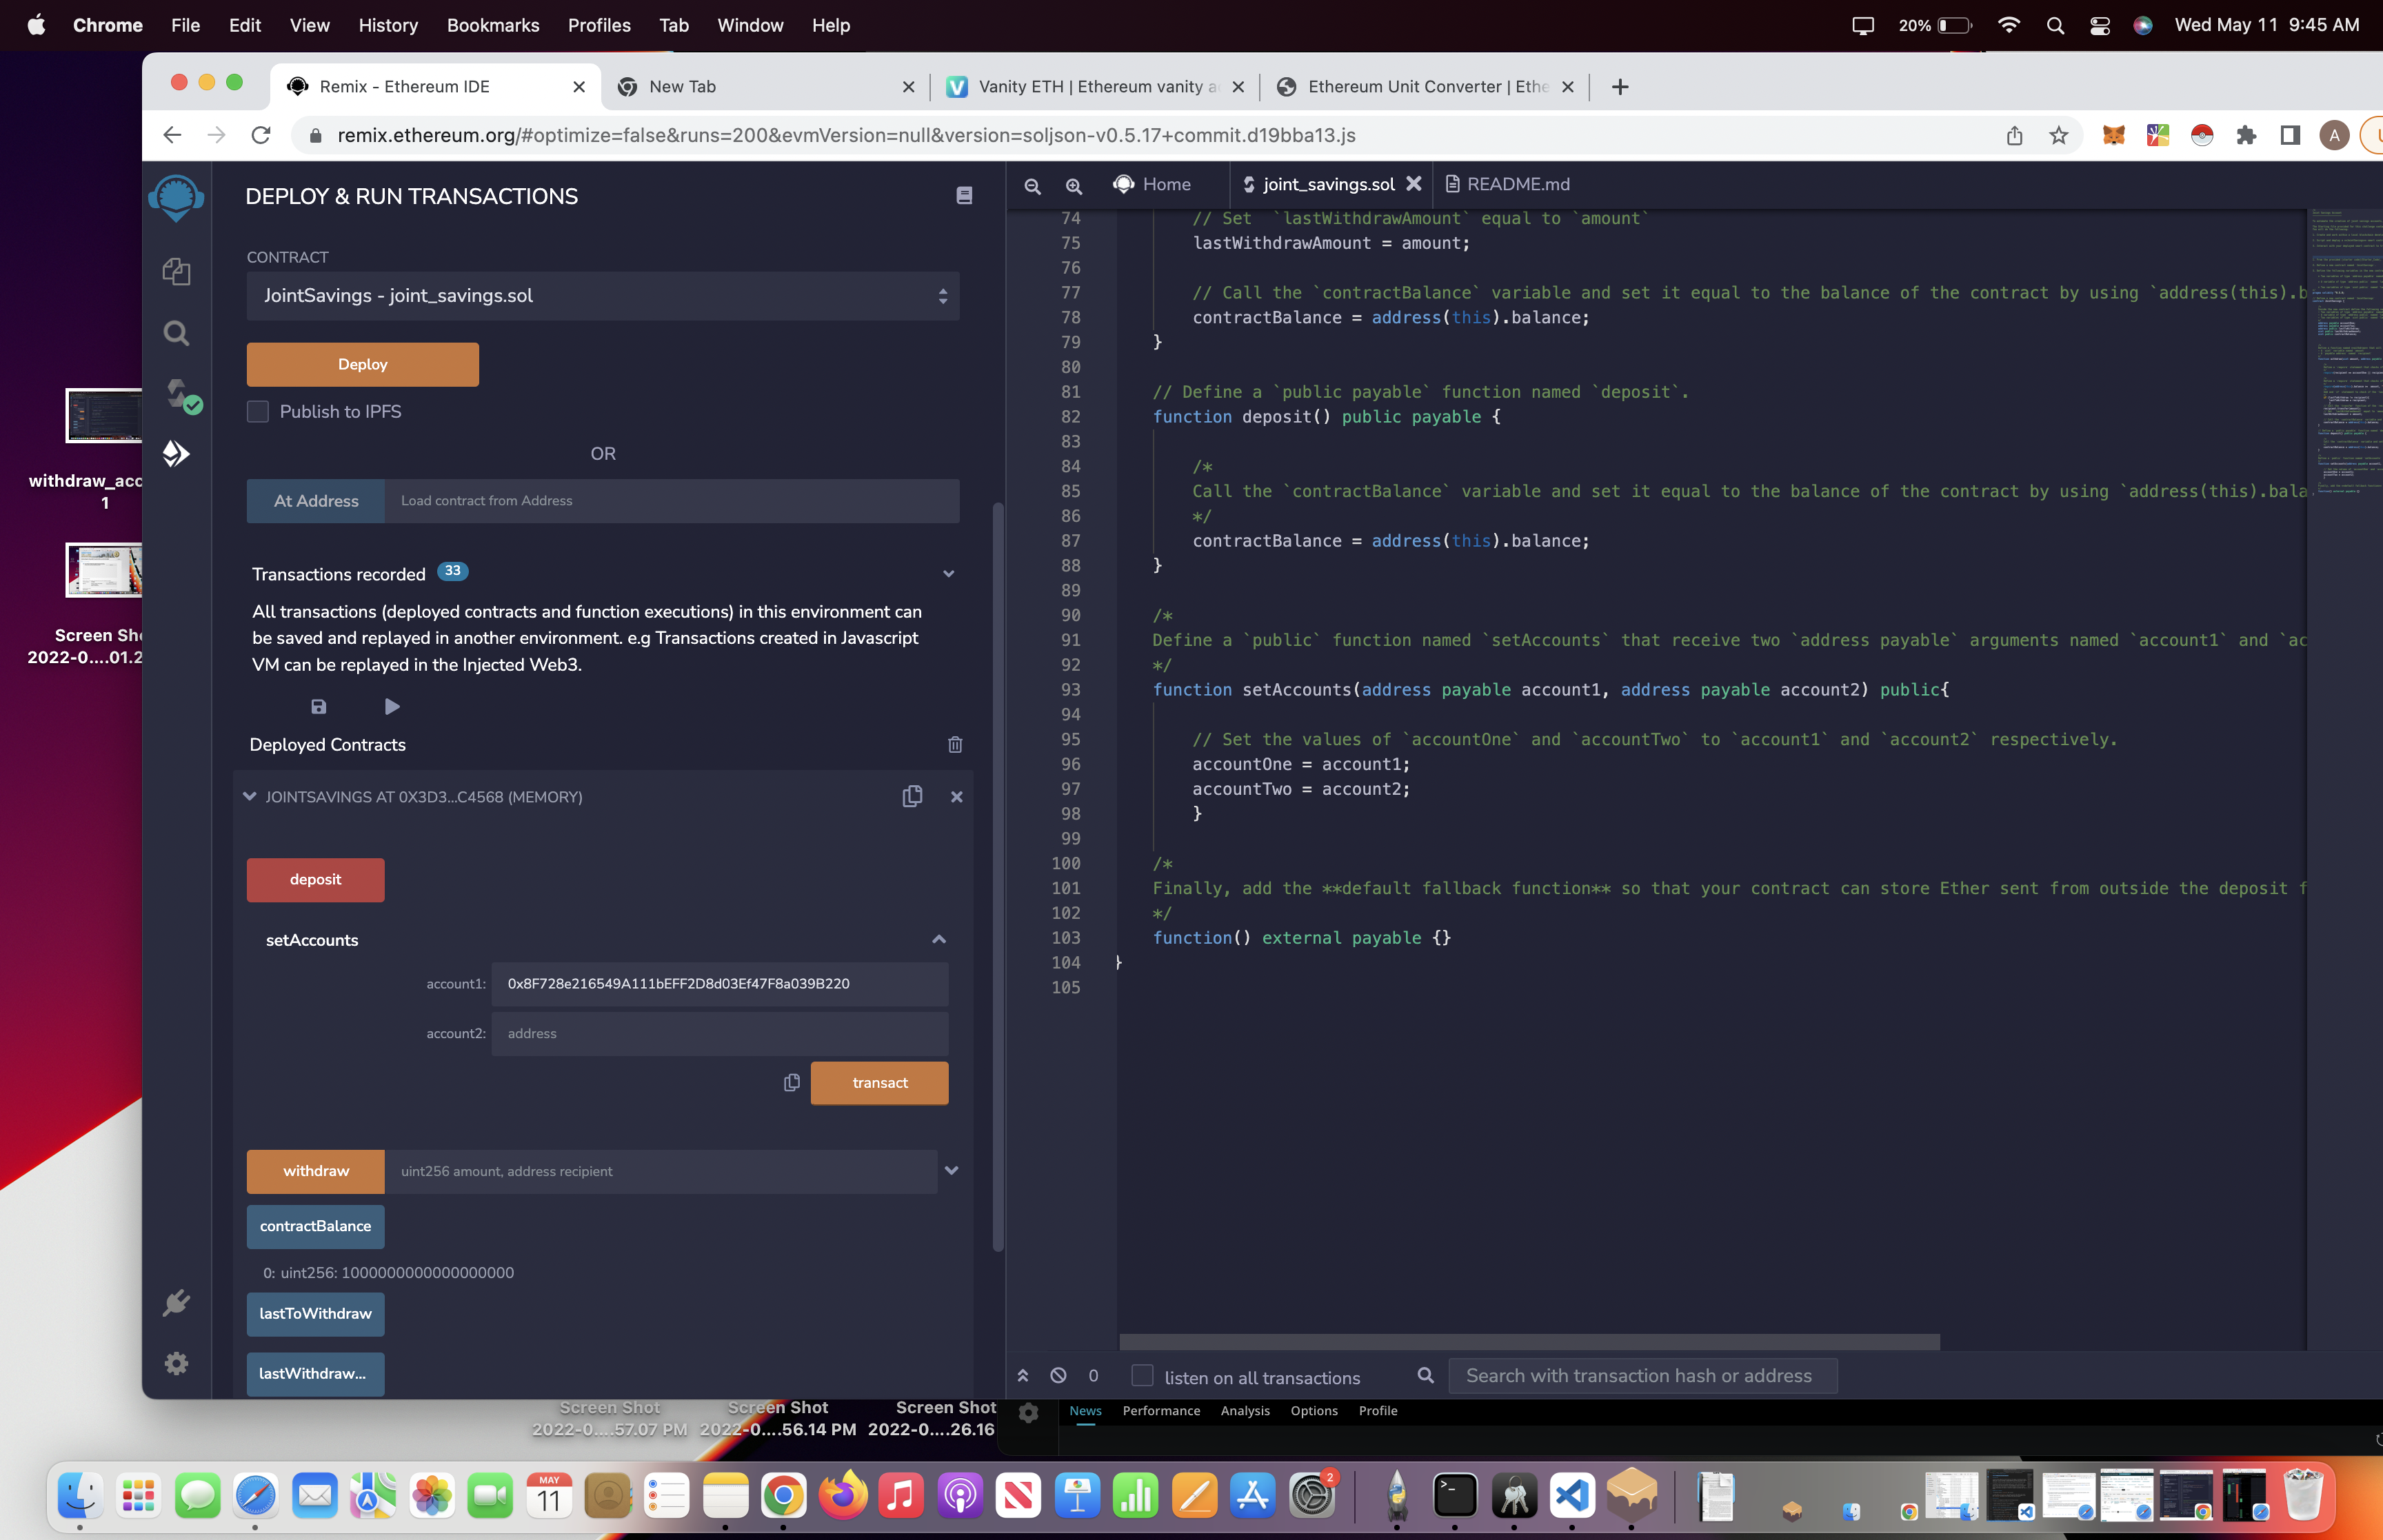 Chrome File Edit View History Bookmarks Profiles Tab Window Help 20% Wed May 11 9:45 AM
Remix - Ethereum IDE
New Tab
Vanity ETH | Ethereum vanity a
Ethereum Unit Converter | Ethe
remix.ethereum.org/#optimize=false&runs=200&evmVersion=null&version=soljson-v0.5.17+commit.d19bba13.js
A
DEPLOY & RUN TRANSACTIONS
CONTRACT
JointSavings - joint_savings.sol
Deploy
Publish to IPFS
OR
At Address Load contract from Address
Transactions recorded 33
All transactions (deployed contracts and function executions) in this environment can
be saved and replayed in another environment. e.g Transactions created in Javascript
VM can be replayed in the Injected Web3.
Deployed Contracts
JOINTSAVINGS AT 0X3D3...C4568 (MEMORY)
deposit
setAccounts
account1: 0x8F728e216549A111bEFF2D8d03Ef47F8a039B220
account2: address
transact
withdraw uint256 amount, address recipient
contractBalance
0: uint256: 1000000000000000000
lastToWithdraw
lastWithdraw...
Home joint_savings.sol README.md
74 // Set `lastWithdrawAmount` equal to `amount`
75 lastWithdrawAmount = amount;
76
77 // Call the `contractBalance` variable and set it equal to the balance of the contract by using `address(this).b
78 contractBalance = address(this).balance;
79 }
80
81 // Define a `public payable` function named `deposit`.
82 function deposit() public payable {
83
84 /*
85 Call the `contractBalance` variable and set it equal to the balance of the contract by using `address(this).bala
86 */
87 contractBalance = address(this).balance;
88 }
89
90 /*
91 Define a `public` function named `setAccounts` that receive two `address payable` arguments named `account1` and `ac
92 */
93 function setAccounts(address payable account1, address payable account2) public{
94
95 // Set the values of `accountOne` and `accountTwo` to `account1` and `account2` respectively.
96 accountOne = account1;
97 accountTwo = account2;
98 }
99
100 /*
101 Finally, add the **default fallback function** so that your contract can store Ether sent from outside the deposit f
102 */
103 function() external payable {}
104 }
105
0 listen on all transactions Search with transaction hash or address
withdraw_acc
1
Screen Sh
2022-0....01.2
Screen Shot
2022-0....57.07 PM
Screen Shot
2022-0....56.14 PM
Screen Shot
2022-0....26.16
News Performance Analysis Options Profile
MAY
11
2